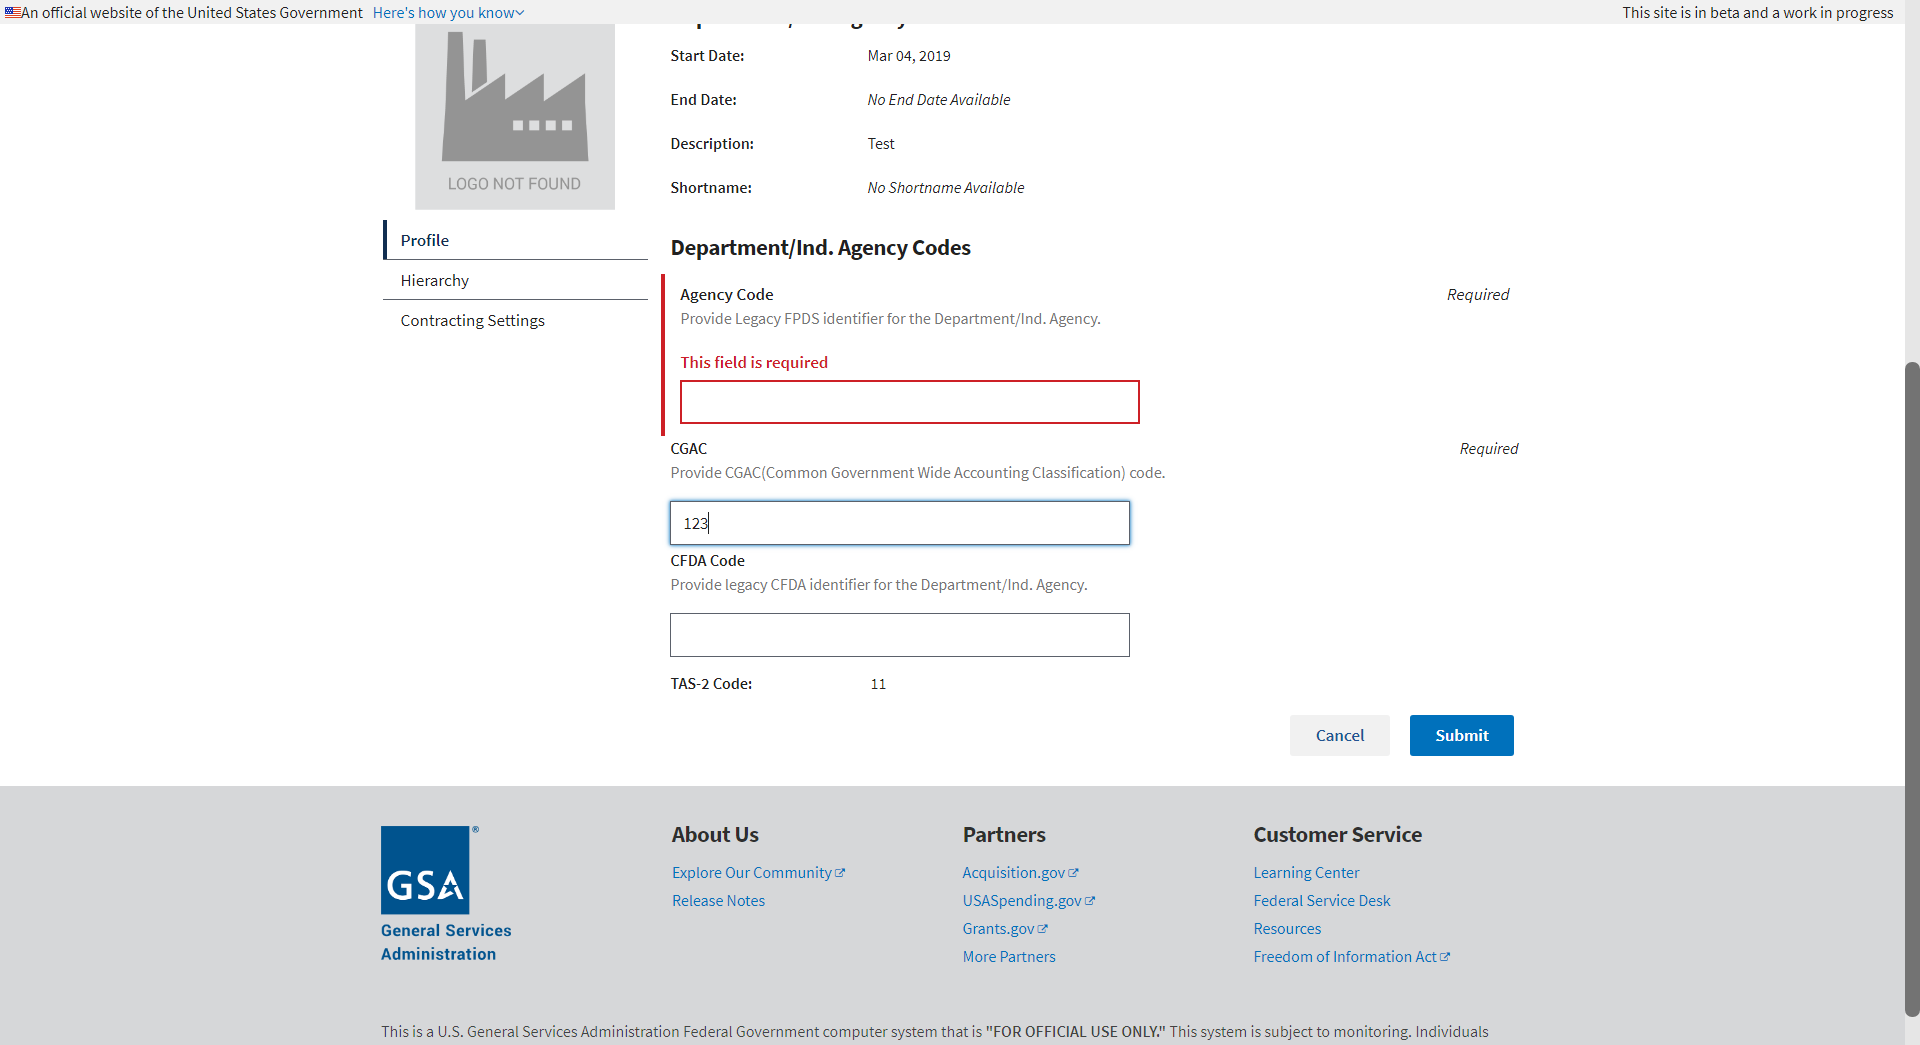 An official website of the United States Government Here's how you know
This site is in beta and a work in progress
LOGO NOT FOUND
Profile
Hierarchy
Contracting Settings
Start Date: Mar 04, 2019
End Date: No End Date Available
Description: Test
Shortname: No Shortname Available
Department/Ind. Agency Codes
Agency Code Required
Provide Legacy FPDS identifier for the Department/Ind. Agency.
This field is required
CGAC Required
Provide CGAC(Common Government Wide Accounting Classification) code.
123
CFDA Code
Provide legacy CFDA identifier for the Department/Ind. Agency.
TAS-2 Code: 11
Cancel Submit
GSA®
General Services
Administration
About Us
Explore Our Community
Release Notes
Partners
Acquisition.gov
USASpending.gov
Grants.gov
More Partners
Customer Service
Learning Center
Federal Service Desk
Resources
Freedom of Information Act
This is a U.S. General Services Administration Federal Government computer system that is "FOR OFFICIAL USE ONLY." This system is subject to monitoring. Individuals